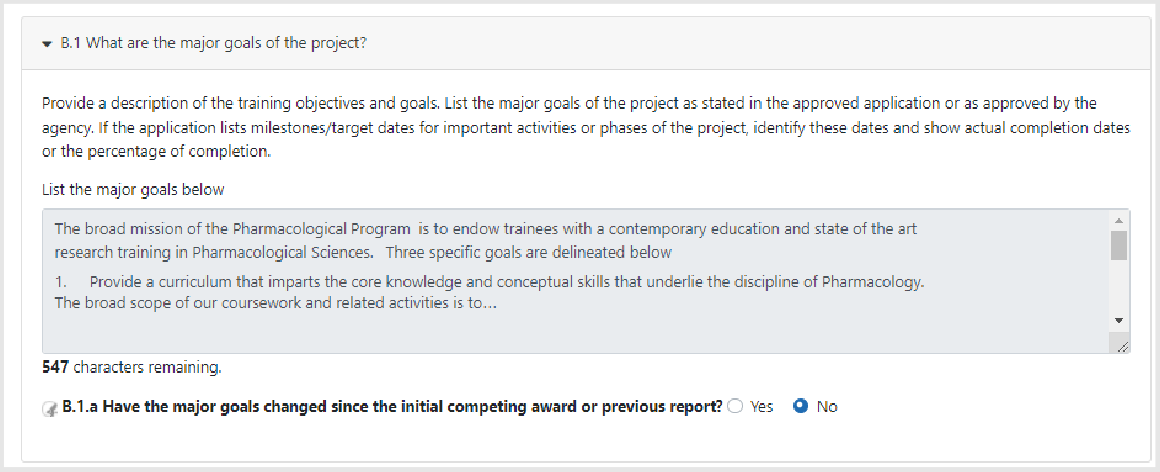 B.1 What are the major goals of the project?
Provide a description of the training objectives and goals. List the major goals of the project as stated in the approved application or as approved by the
agency. If the application lists milestones/target dates for important activities or phases of the project, identify these dates and show actual completion dates
or the percentage of completion.
List the major goals below
The broad mission of the Pharmacological Program  is to endow trainees with a contemporary education and state of the art
research training in Pharmacological Sciences.  Three specific goals are delineated below
1.    Provide a curriculum that imparts the core knowledge and conceptual skills that underlie the discipline of Pharmacology.
The broad scope of our coursework and related activities is to...
547 characters remaining.
B.1.a Have the major goals changed since the initial competing award or previous report? Yes No